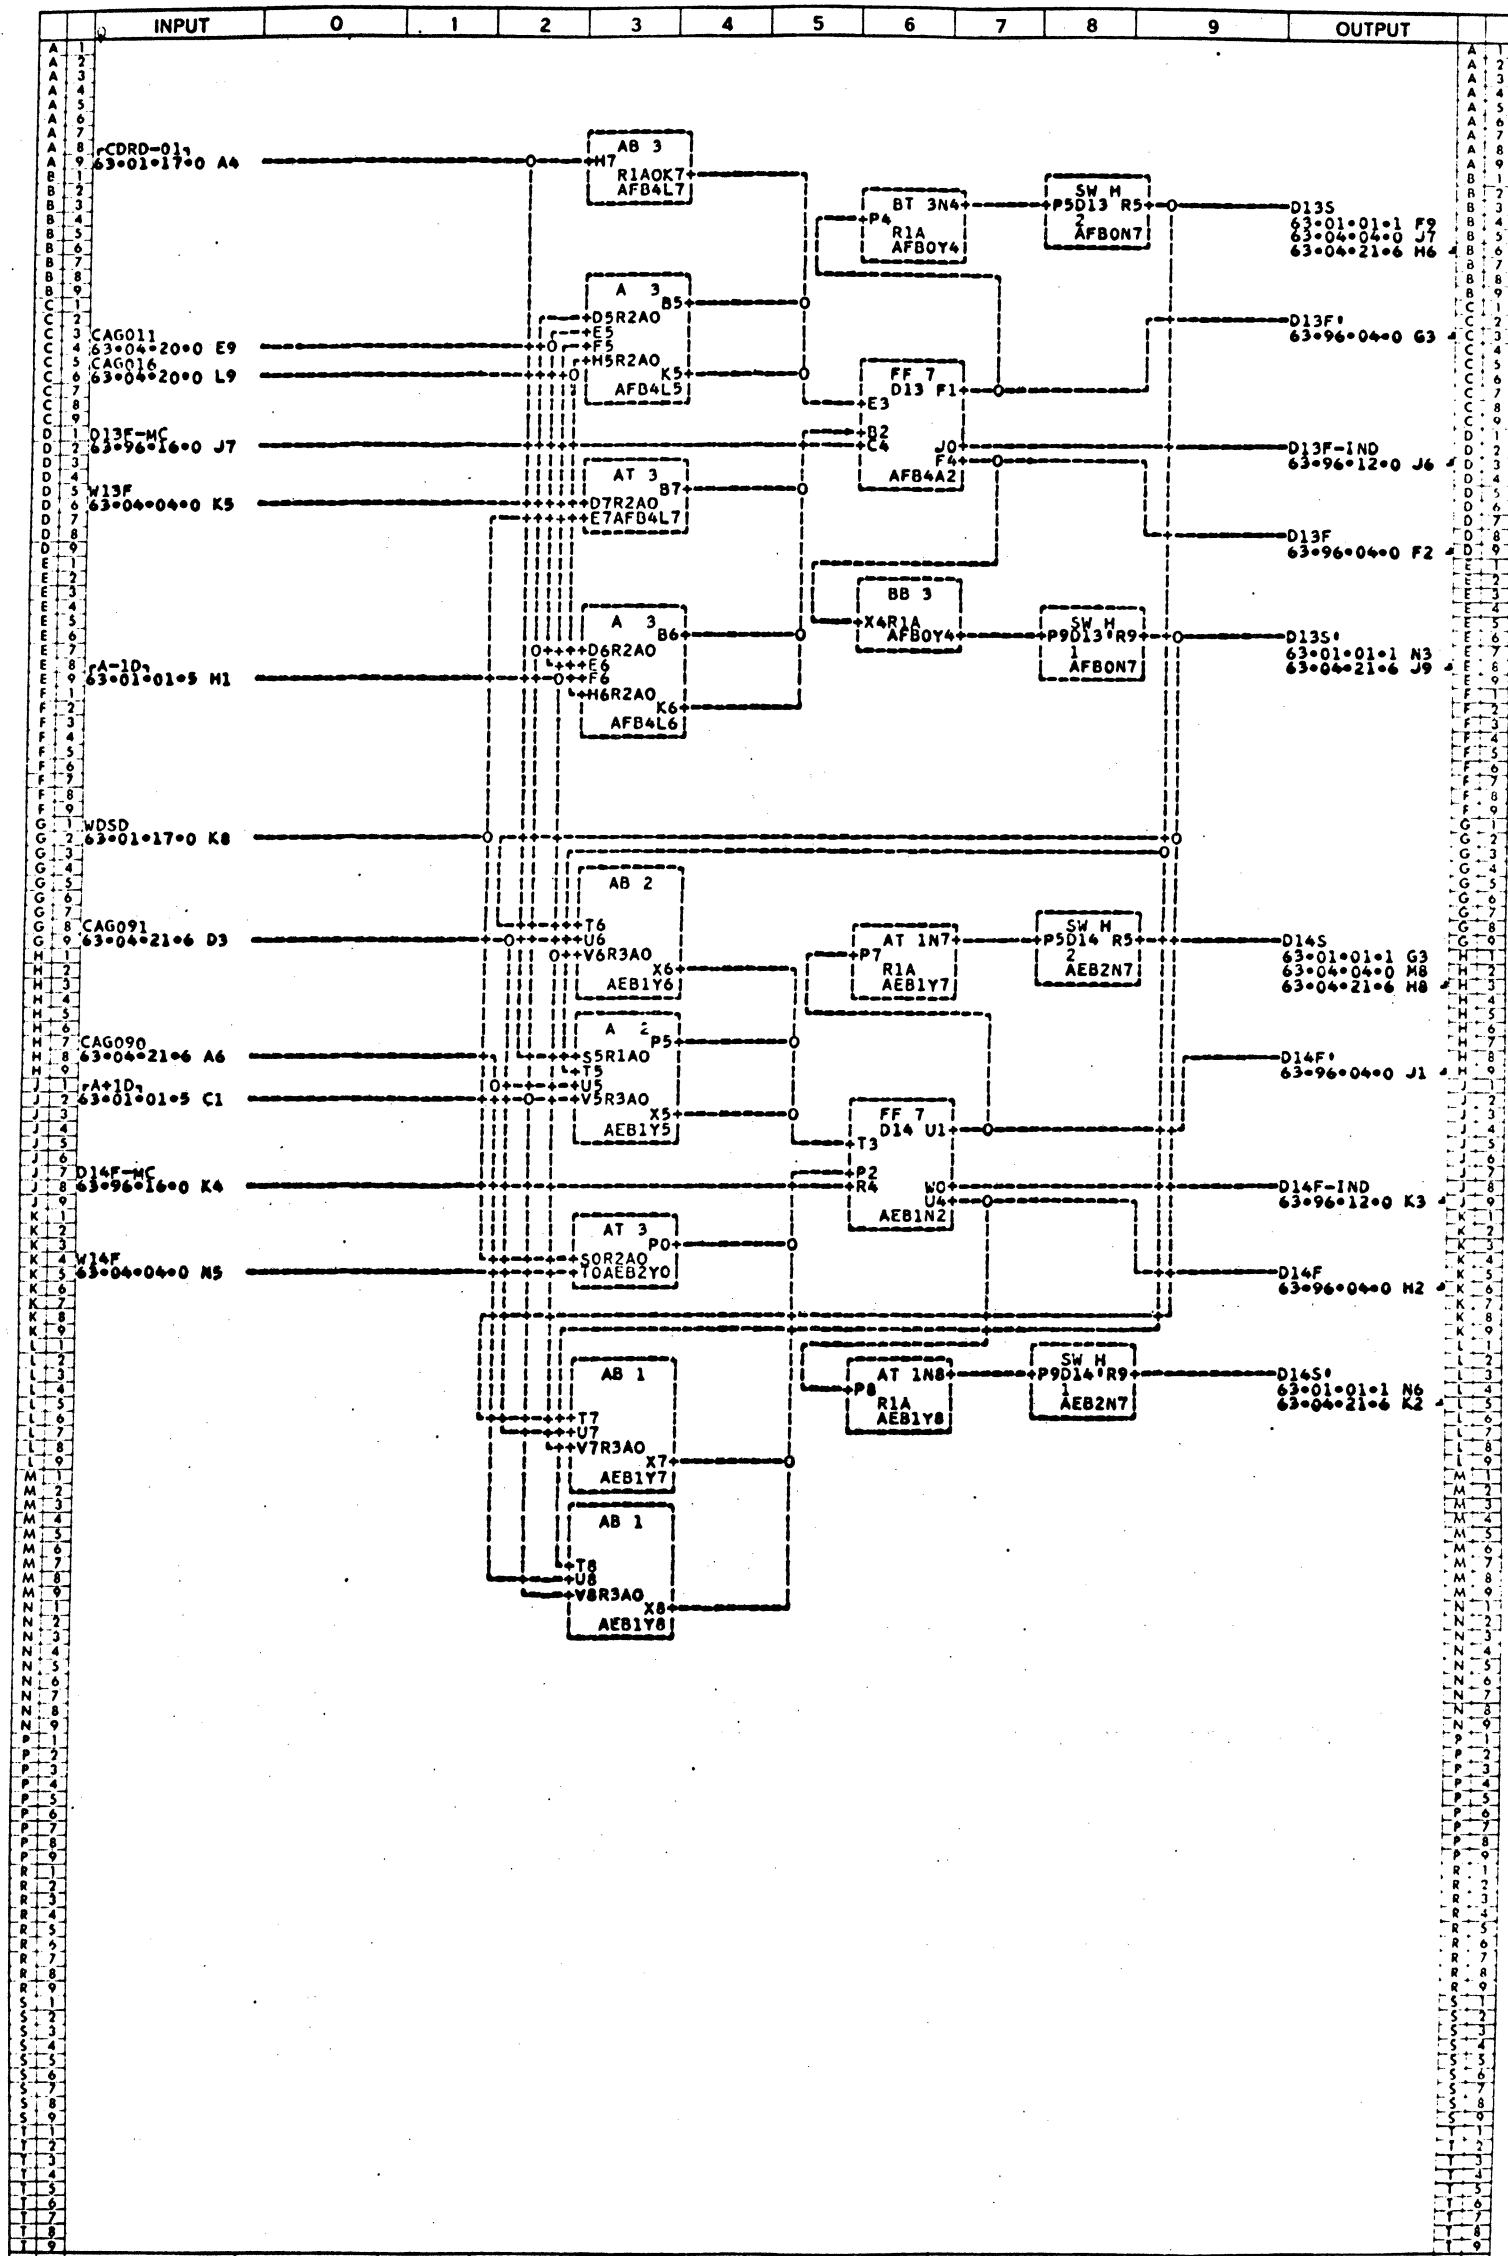 INPUT 0 1 2 3 4 5 6 7 8 9 OUTPUT
┌CDRD-01┐
63•01•17•0 A4
AB 3
H7
R1AOK7
AFB4L7
BT 3N4
P4
R1A
AFB0Y4
SW H
P5D13 R5
2
AFB0N7
D13S
63•01•01•1 F9
63•04•04•0 J7
63•04•21•6 H6
A 3
B5
D5R2AO
E5
F5
H5R2AO
K5
AFB4L5
CAG011
63•04•20•0 E9
CAG016
63•04•20•0 L9
D13F'
63•96•04•0 G3
FF 7
D13 F1
E3
B2
C4
J0
F4
AFB4A2
D13F-MC
63•96•16•0 J7
D13F-IND
63•96•12•0 J6
AT 3
B7
D7R2AO
E7AFB4L7
W13F
63•04•04•0 K5
D13F
63•96•04•0 F2
BB 3
X4R1A
AFB0Y4
SW H
P9D13'R9
1
AFB0N7
D13S'
63•01•01•1 N3
63•04•21•6 J9
A 3
B6
D6R2AO
E6
F6
H6R2AO
K6
AFB4L6
┌A-1D┐
63•01•01•5 H1
WDSD
63•01•17•0 K8
AB 2
T6
U6
V6R3AO
X6
AEB1Y6
CAG091
63•04•21•6 D3
AT 1N7
P7
R1A
AEB1Y7
SW H
P5D14 R5
2
AEB2N7
D14S
63•01•01•1 G3
63•04•04•0 M8
63•04•21•6 H8
A 2
P5
S5R1AO
T5
U5
V5R3AO
X5
AEB1Y5
CAG090
63•04•21•6 A6
┌A+1D┐
63•01•01•5 C1
D14F'
63•96•04•0 J1
FF 7
D14 U1
T3
P2
R4
W0
U4
AEB1N2
D14F-MC
63•96•16•0 K4
D14F-IND
63•96•12•0 K3
AT 3
P0
S0R2AO
T0AEB2Y0
W14F
63•04•04•0 N5
D14F
63•96•04•0 H2
AB 1
T7
U7
V7R3AO
X7
AEB1Y7
AT 1N8
P8
R1A
AEB1Y8
SW H
P9D14'R9
1
AEB2N7
D14S'
63•01•01•1 N6
63•04•21•6 K2
AB 1
T8
U8
V8R3AO
X8
AEB1Y8